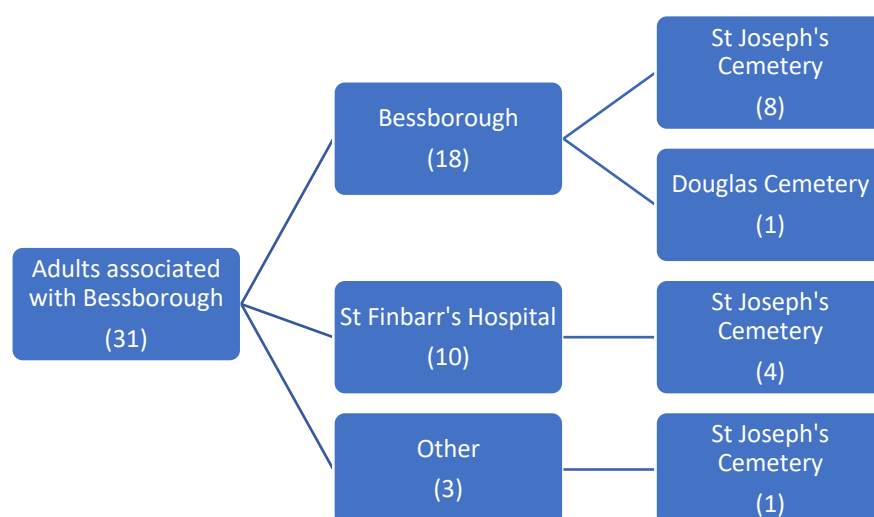 Adults associated
with Bessborough
(31)
Bessborough
(18)
St Joseph's
Cemetery
(8)
Douglas Cemetery
(1)
St Finbarr's Hospital
(10)
St Joseph's
Cemetery
(4)
Other
(3)
St Joseph's
Cemetery
(1)